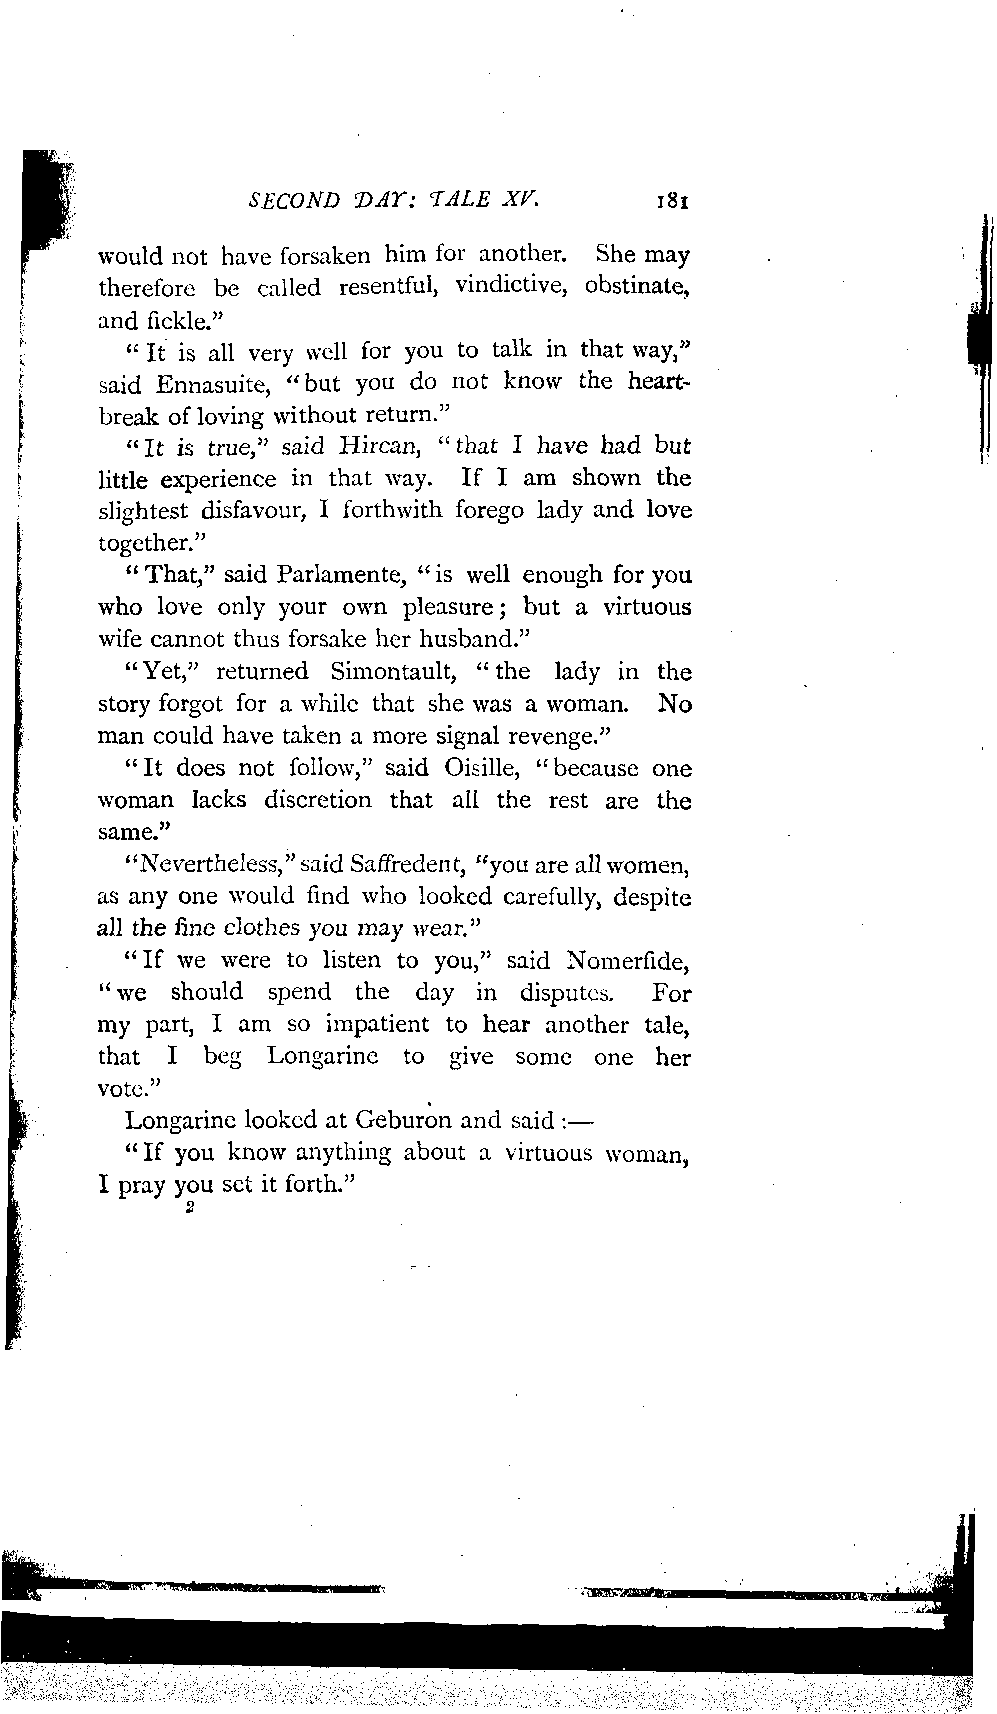 SECOND DAY: TALE XV. 181
would not have forsaken him for another. She may
therefore be called resentful, vindictive, obstinate,
and fickle.”
“It is all very well for you to talk in that way,”
said Ennasuite, “but you do not know the heart-
break of loving without return.”
“It is true,” said Hircan, “that I have had but
little experience in that way. If I am shown the
slightest disfavour, I forthwith forego lady and love
together.”
“That,” said Parlamente, “is well enough for you
who love only your own pleasure; but a virtuous
wife cannot thus forsake her husband.”
“Yet,” returned Simontault, “the lady in the
story forgot for a while that she was a woman. No
man could have taken a more signal revenge.”
“It does not follow,” said Oisille, “because one
woman lacks discretion that all the rest are the
same.”
“Nevertheless,” said Saffredent, “you are all women,
as any one would find who looked carefully, despite
all the fine clothes you may wear.”
“If we were to listen to you,” said Nomerfide,
“we should spend the day in disputes. For
my part, I am so impatient to hear another tale,
that I beg Longarine to give some one her
vote.”
Longarine looked at Geburon and said:—
“If you know anything about a virtuous woman,
I pray you set it forth.”
2